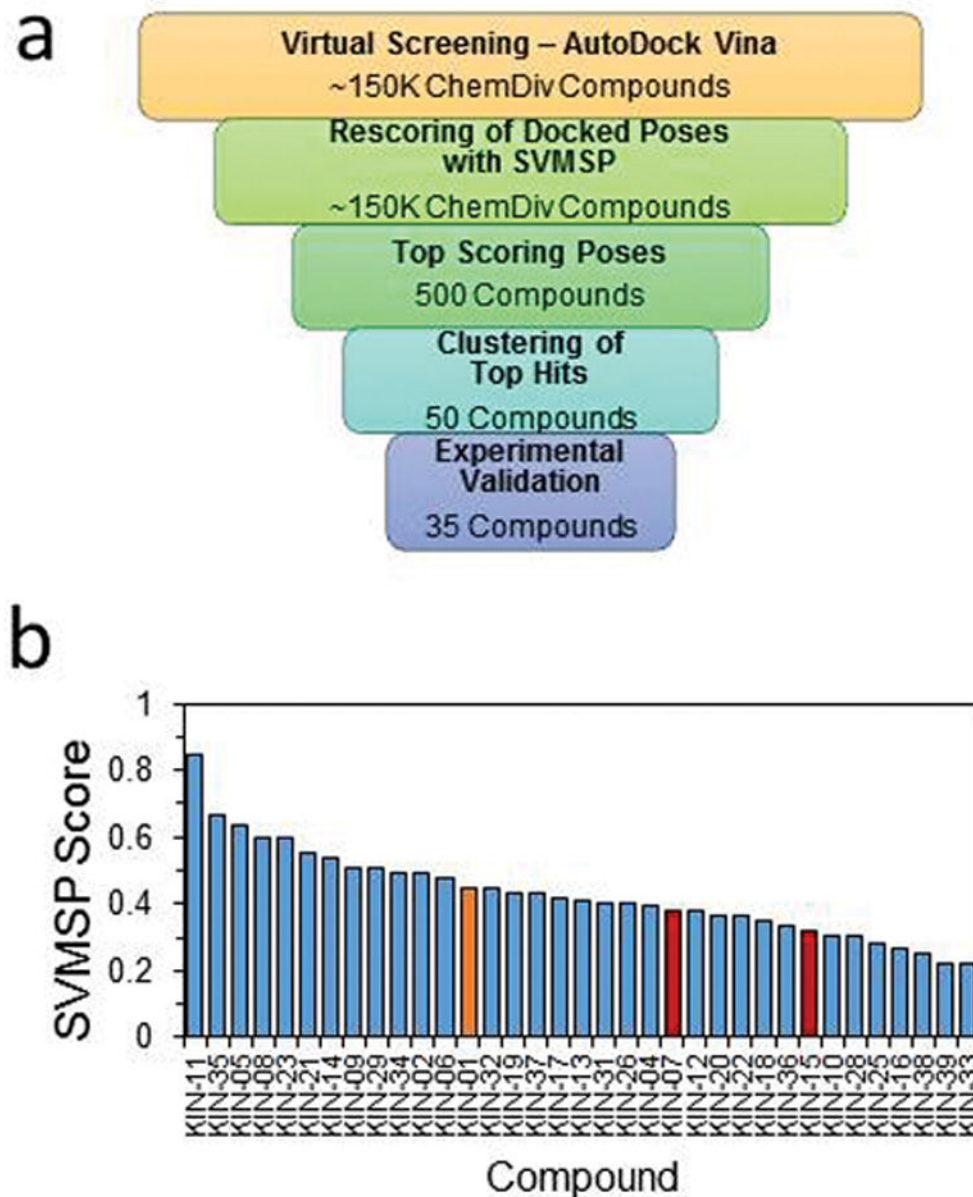 a
Virtual Screening – AutoDock Vina
~150K ChemDiv Compounds
Rescoring of Docked Poses
with SVMSP
~150K ChemDiv Compounds
Top Scoring Poses
500 Compounds
Clustering of
Top Hits
50 Compounds
Experimental
Validation
35 Compounds
b
SVMSP Score
1
0.8
0.6
0.4
0.2
0
KIN-11
KIN-35
KIN-05
KIN-08
KIN-23
KIN-21
KIN-14
KIN-09
KIN-29
KIN-34
KIN-02
KIN-06
KIN-01
KIN-32
KIN-19
KIN-37
KIN-17
KIN-13
KIN-31
KIN-26
KIN-04
KIN-07
KIN-12
KIN-20
KIN-22
KIN-18
KIN-36
KIN-15
KIN-10
KIN-28
KIN-25
KIN-16
KIN-38
KIN-39
KIN-33
Compound